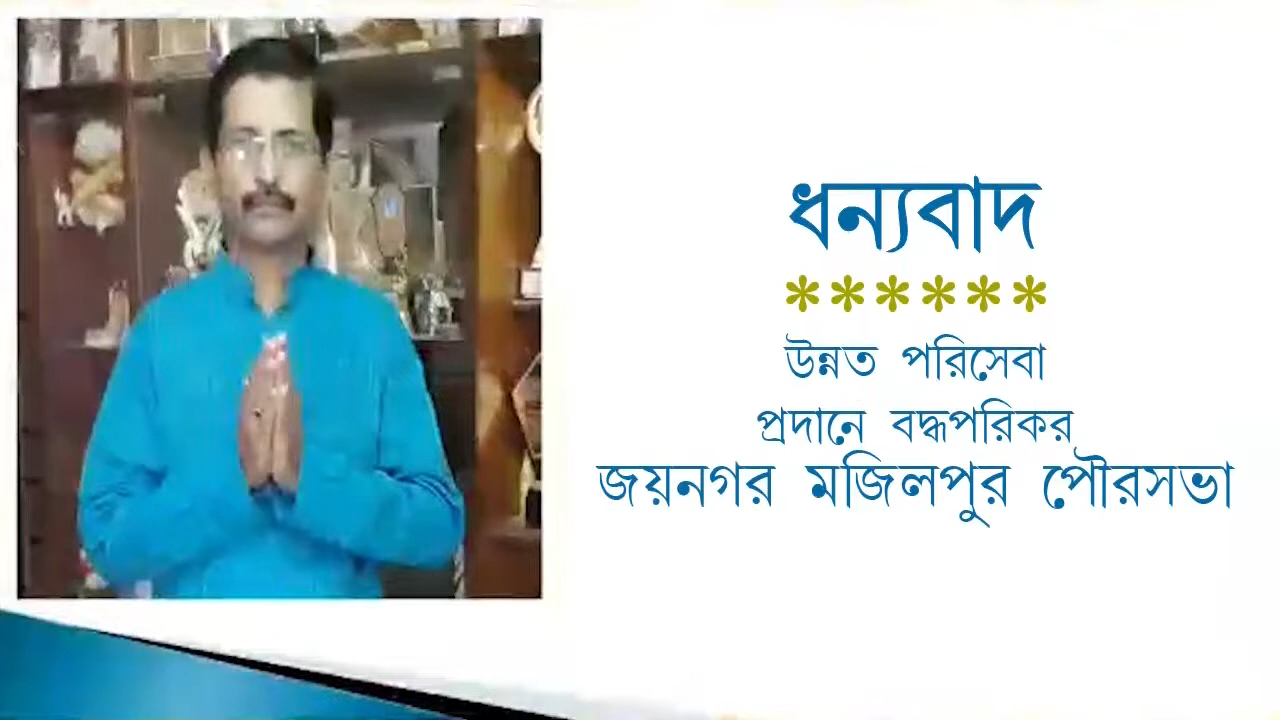 ধন্যবাদ
******
উন্নত পরিসেবা
প্রদানে বদ্ধপরিকর
জয়নগর মজিলপুর পৌরসভা